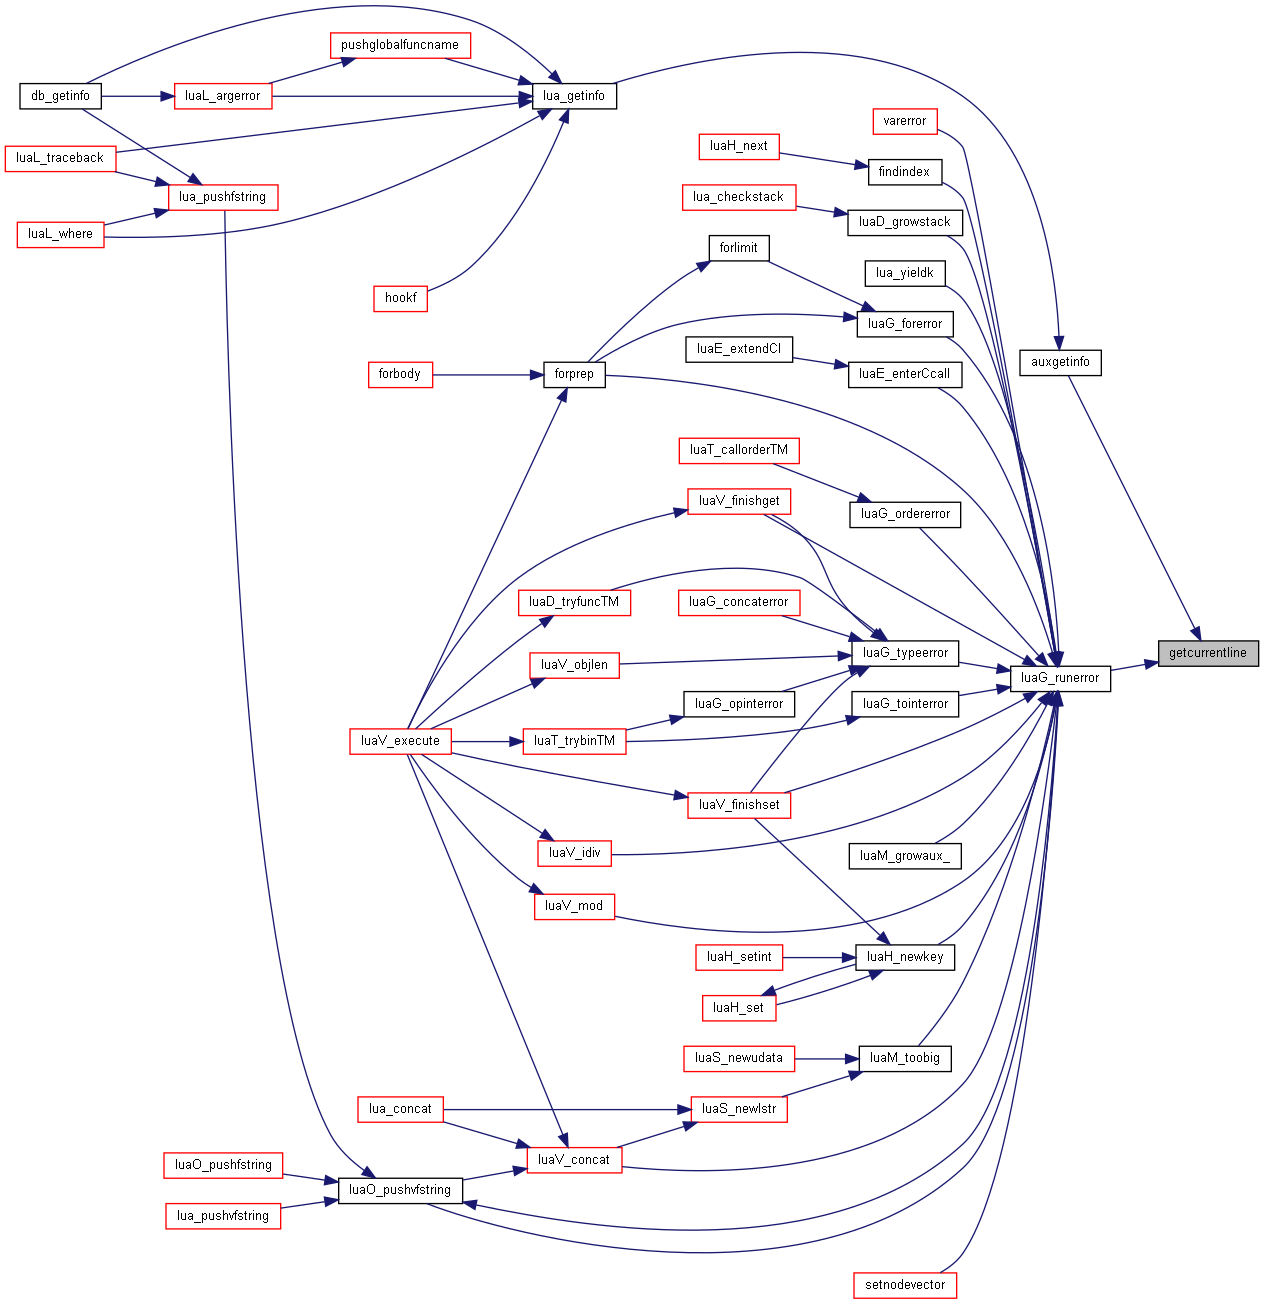 pushglobalfuncname
db_getinfo
luaL_argerror
lua_getinfo
varerror
luaH_next
luaL_traceback
findindex
lua_pushfstring
lua_checkstack
luaD_growstack
luaL_where
forlimit
lua_yieldk
hookf
luaG_forerror
luaE_extendCI
auxgetinfo
forbody
forprep
luaE_enterCcall
luaT_callorderTM
luaV_finishget
luaG_ordererror
luaD_tryfuncTM
luaG_concaterror
luaG_typeerror
getcurrentline
luaV_objlen
luaG_runerror
luaG_opinterror
luaG_tointerror
luaV_execute
luaT_trybinTM
luaV_finishset
luaV_idiv
luaM_growaux_
luaV_mod
luaH_setint
luaH_newkey
luaH_set
luaS_newudata
luaM_toobig
lua_concat
luaS_newlstr
luaO_pushfstring
luaV_concat
luaO_pushvfstring
lua_pushvfstring
setnodevector